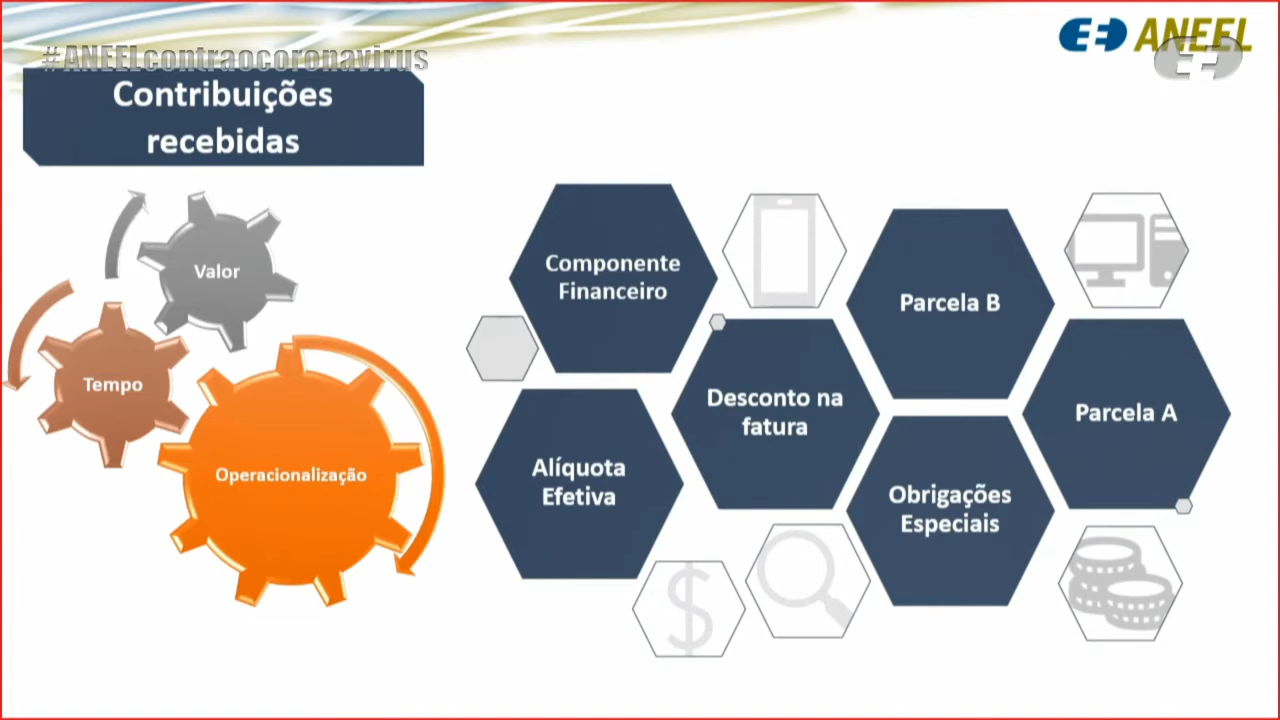 ANEEL
#ANEELcontraocoronavirus
Contribuições
recebidas
Valor
Tempo
Operacionalização
Componente
Financeiro
Parcela B
Desconto na
fatura
Parcela A
Alíquota
Efetiva
Obrigações
Especiais